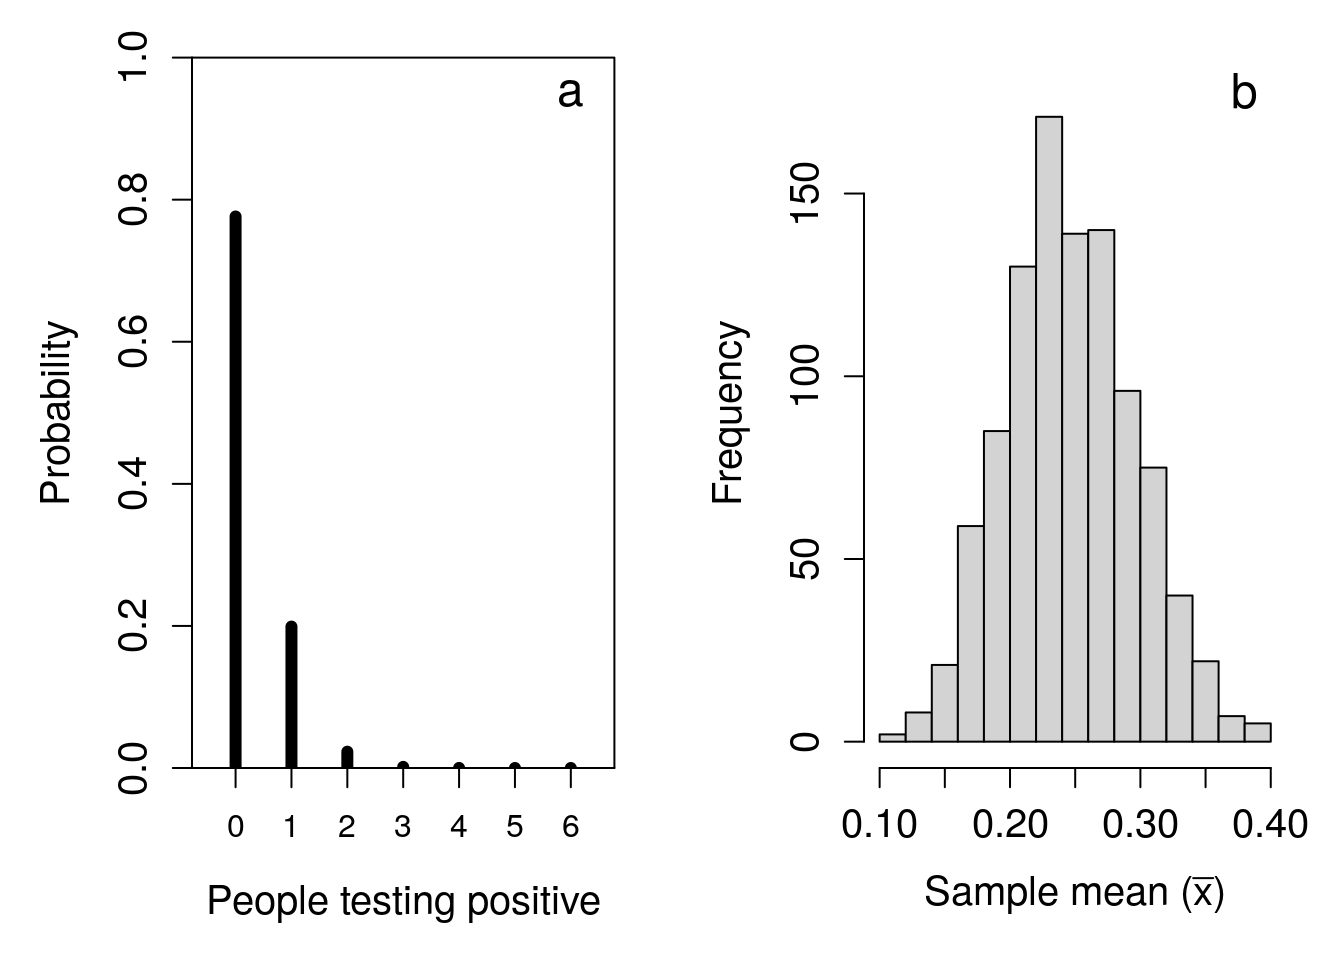 a
Probability
1.0
0.8
0.6
0.4
0.2
0.0
0 1 2 3 4 5 6
People testing positive
b
Frequency
150
100
50
0
0.10 0.20 0.30 0.40
Sample mean (x̅)